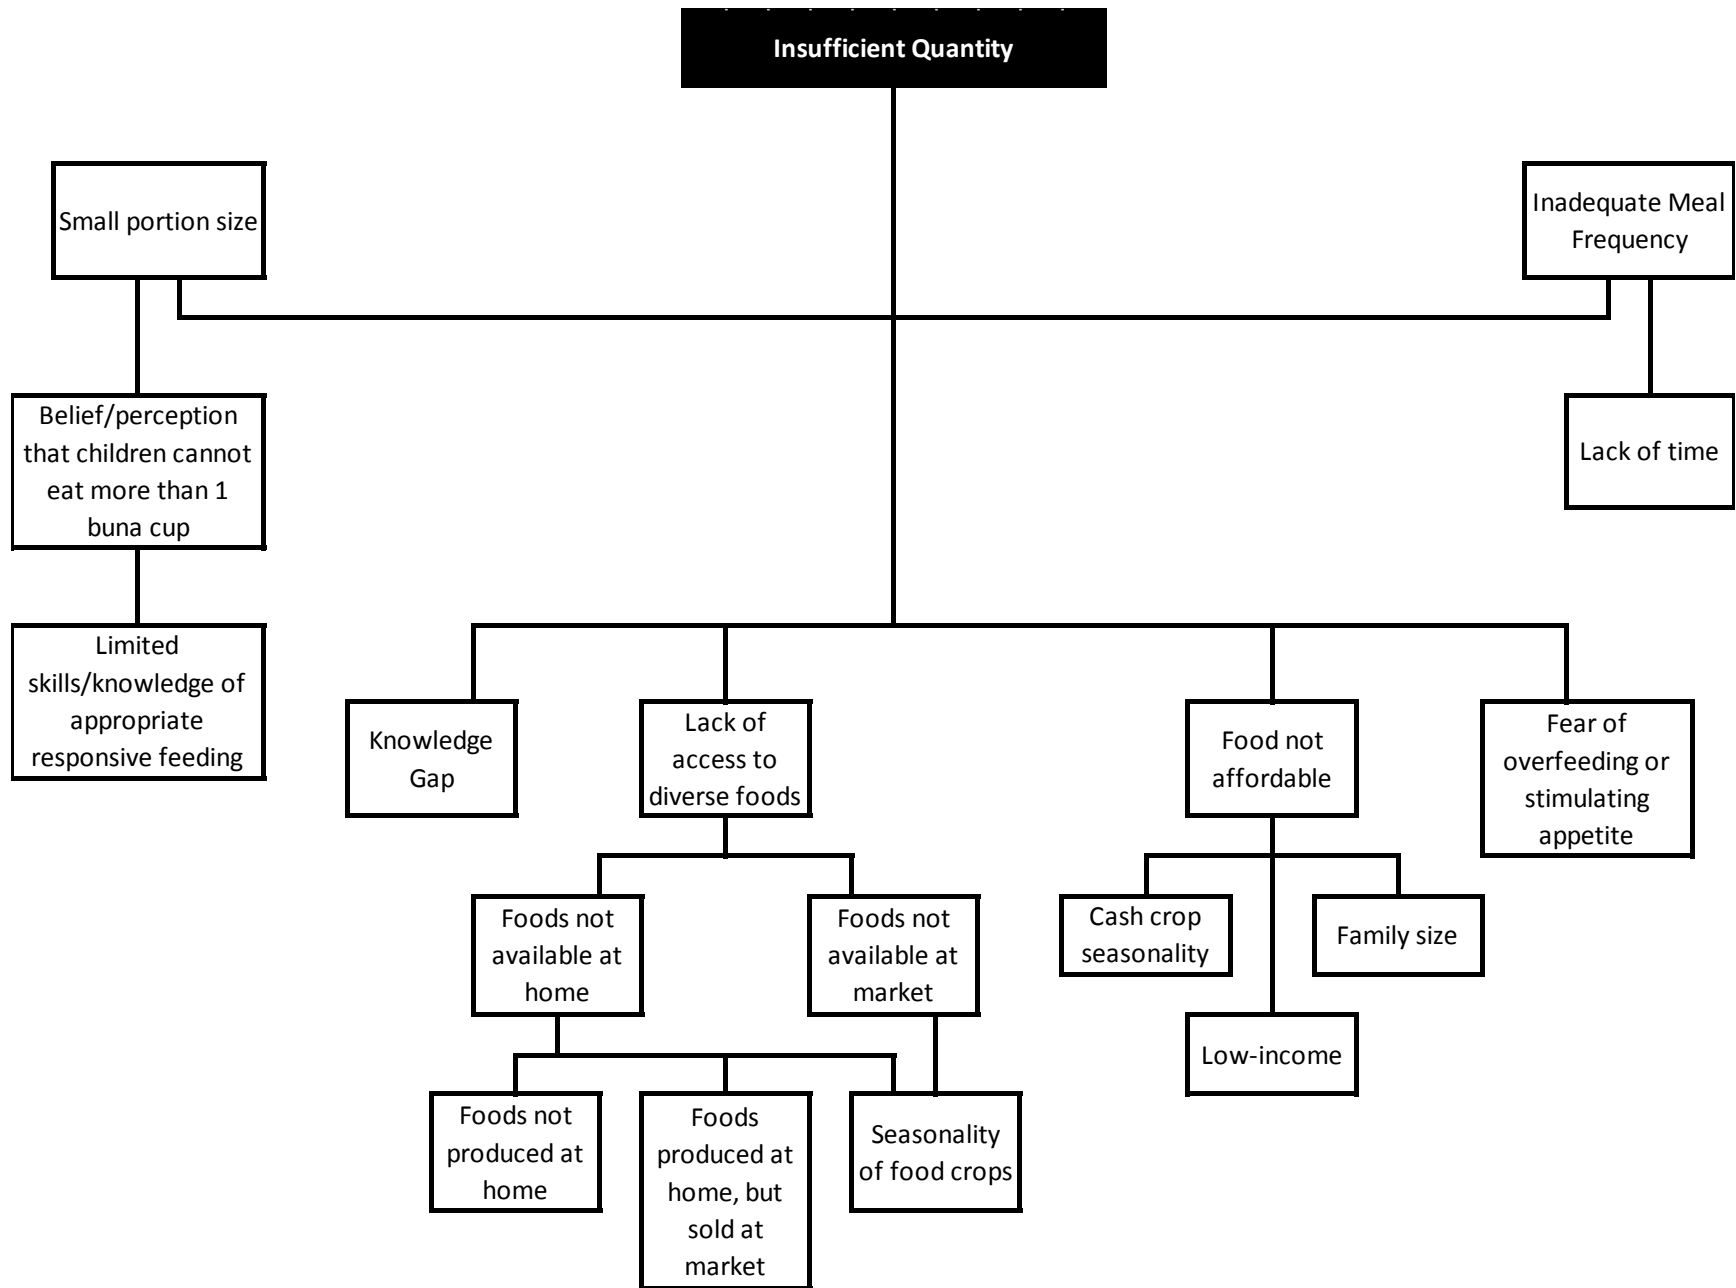 Insufficient Quantity
Small portion size
Inadequate Meal
Frequency
Belief/perception
that children cannot
eat more than 1
buna cup
Lack of time
Limited
skills/knowledge of
appropriate
responsive feeding
Knowledge
Gap
Lack of
access to
diverse foods
Food not
affordable
Fear of
overfeeding or
stimulating
appetite
Foods not
available at
home
Foods not
available at
market
Cash crop
seasonality
Family size
Low-income
Foods not
produced at
home
Foods
produced at
home, but
sold at
market
Seasonality
of food crops